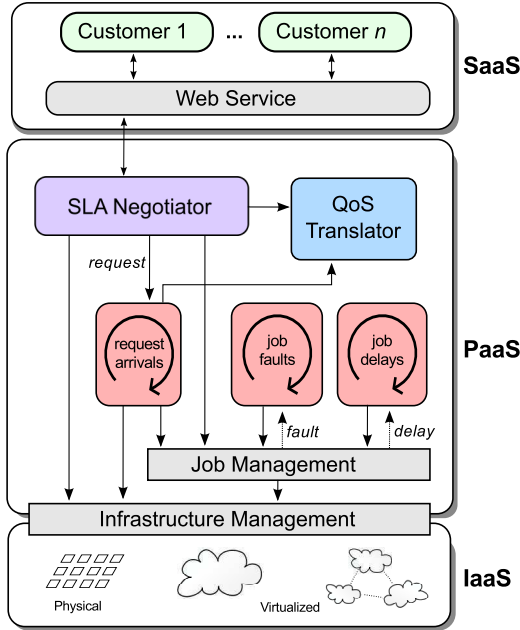 Customer 1 ... Customer n
SaaS
Web Service
SLA Negotiator
QoS
Translator
request
request
arrivals
job
faults
job
delays
PaaS
fault
delay
Job Management
Infrastructure Management
IaaS
Physical
Virtualized